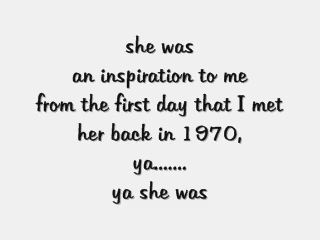 she was
an inspiration to me
from the first day that I met
her back in 1970,
ya.......
ya she was